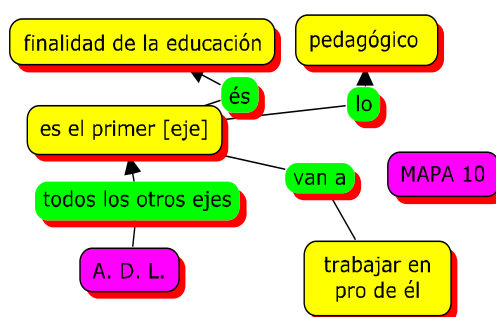 finalidad de la educación
pedagógico
és
lo
es el primer [eje]
van a
MAPA 10
todos los otros ejes
A. D. L.
trabajar en
pro de él